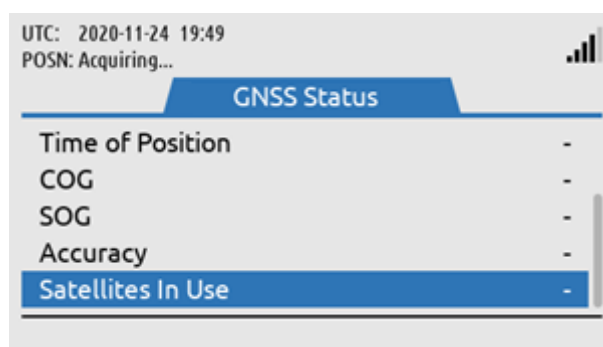 UTC: 2020-11-24 19:49
POSN: Acquiring...
GNSS Status
Time of Position -
COG -
SOG -
Accuracy -
Satellites In Use -